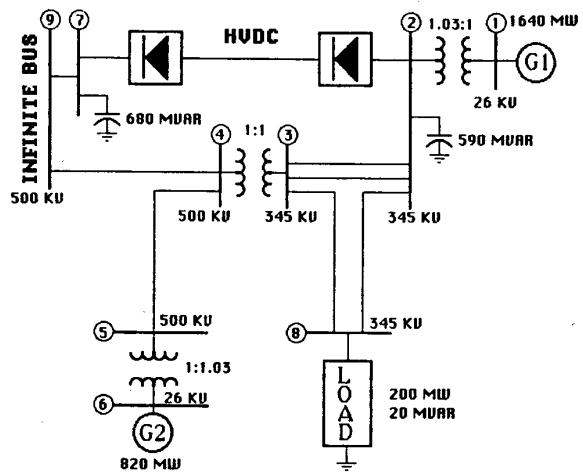 9
7
HVDC
2
1.03:1
1
1640 MW
G1
26 KV
INFINITE BUS
680 MVAR
590 MVAR
4
1:1
3
500 KV
500 KV
345 KV
345 KV
5
500 KV
8
345 KV
1:1.03
6
26 KV
G2
820 MW
LOAD
200 MW
20 MVAR